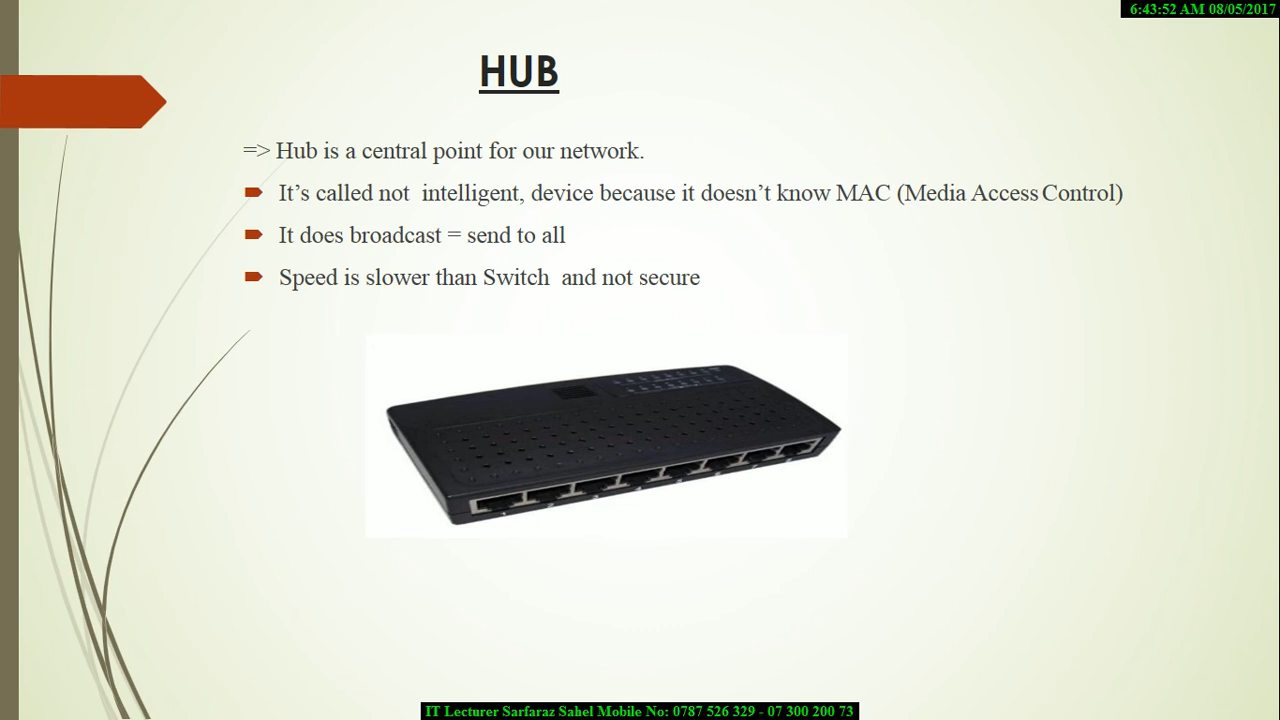 6:43:52 AM 08/05/2017
HUB
=> Hub is a central point for our network.
It’s called not  intelligent, device because it doesn’t know MAC (Media Access Control)
It does broadcast = send to all
Speed is slower than Switch  and not secure
IT Lecturer Sarfaraz Sahel Mobile No: 0787 526 329 - 07 300 200 73